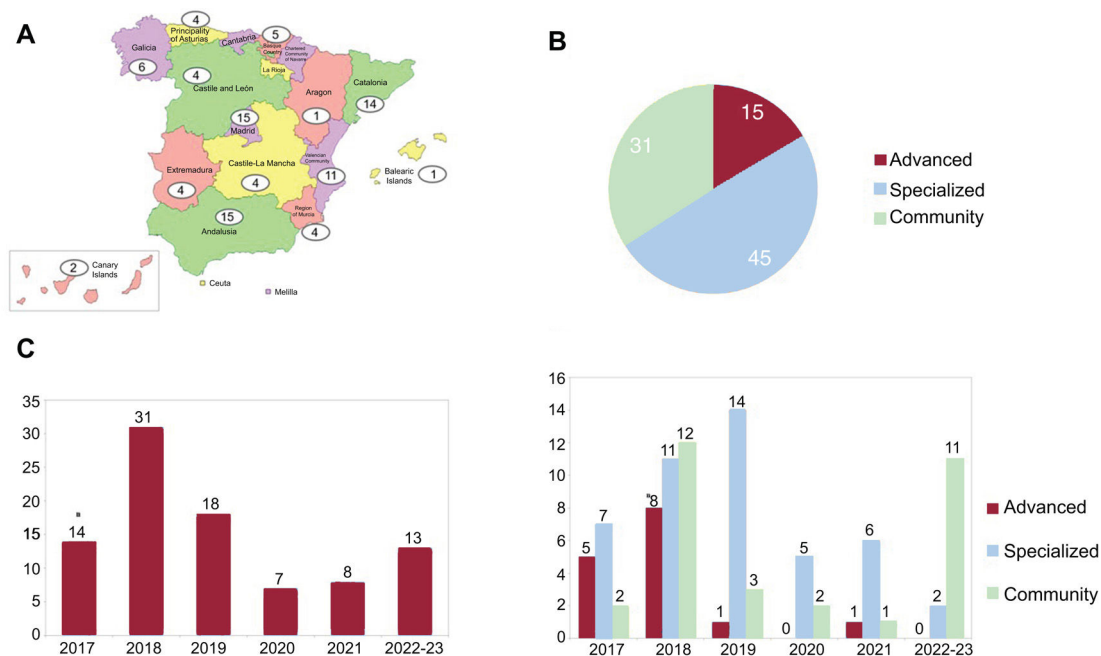 A
4
Principality
of Asturias
Cantabria
5
Basque
Country
Chartered
Community
of Navarre
Galicia
6
La Rioja
4
Castile and León
Aragon
1
Catalonia
14
15
Madrid
Valencian
Community
11
Extremadura
4
Castile-La Mancha
4
Balearic
Islands
1
15
Andalusia
Region
of Murcia
4
2
Canary
Islands
Ceuta
Melilla
B
15
31
45
Advanced
Specialized
Community
C
35
30
25
20
15
10
5
0
14
31
18
7
8
13
2017
2018
2019
2020
2021
2022-23
16
14
12
10
8
6
4
2
0
5
7
2
8
11
12
1
14
3
0
5
2
1
6
1
0
2
11
2017
2018
2019
2020
2021
2022-23
Advanced
Specialized
Community